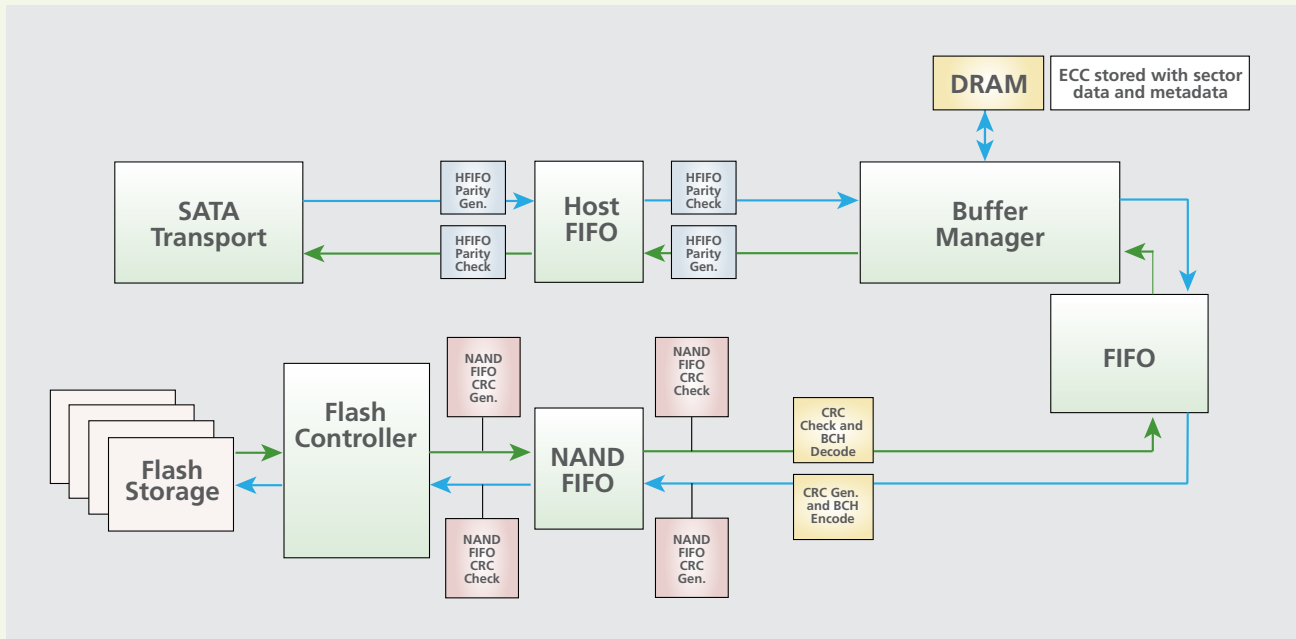 DRAM
ECC stored with sector
data and metadata
SATA
Transport
HFIFO
Parity
Gen.
HFIFO
Parity
Check
Host
FIFO
HFIFO
Parity
Check
HFIFO
Parity
Gen.
Buffer
Manager
FIFO
Flash
Storage
Flash
Controller
NAND
FIFO
CRC
Gen.
NAND
FIFO
CRC
Check
NAND
FIFO
NAND
FIFO
CRC
Check
NAND
FIFO
CRC
Gen.
CRC
Check and
BCH
Decode
CRC Gen.
and BCH
Encode